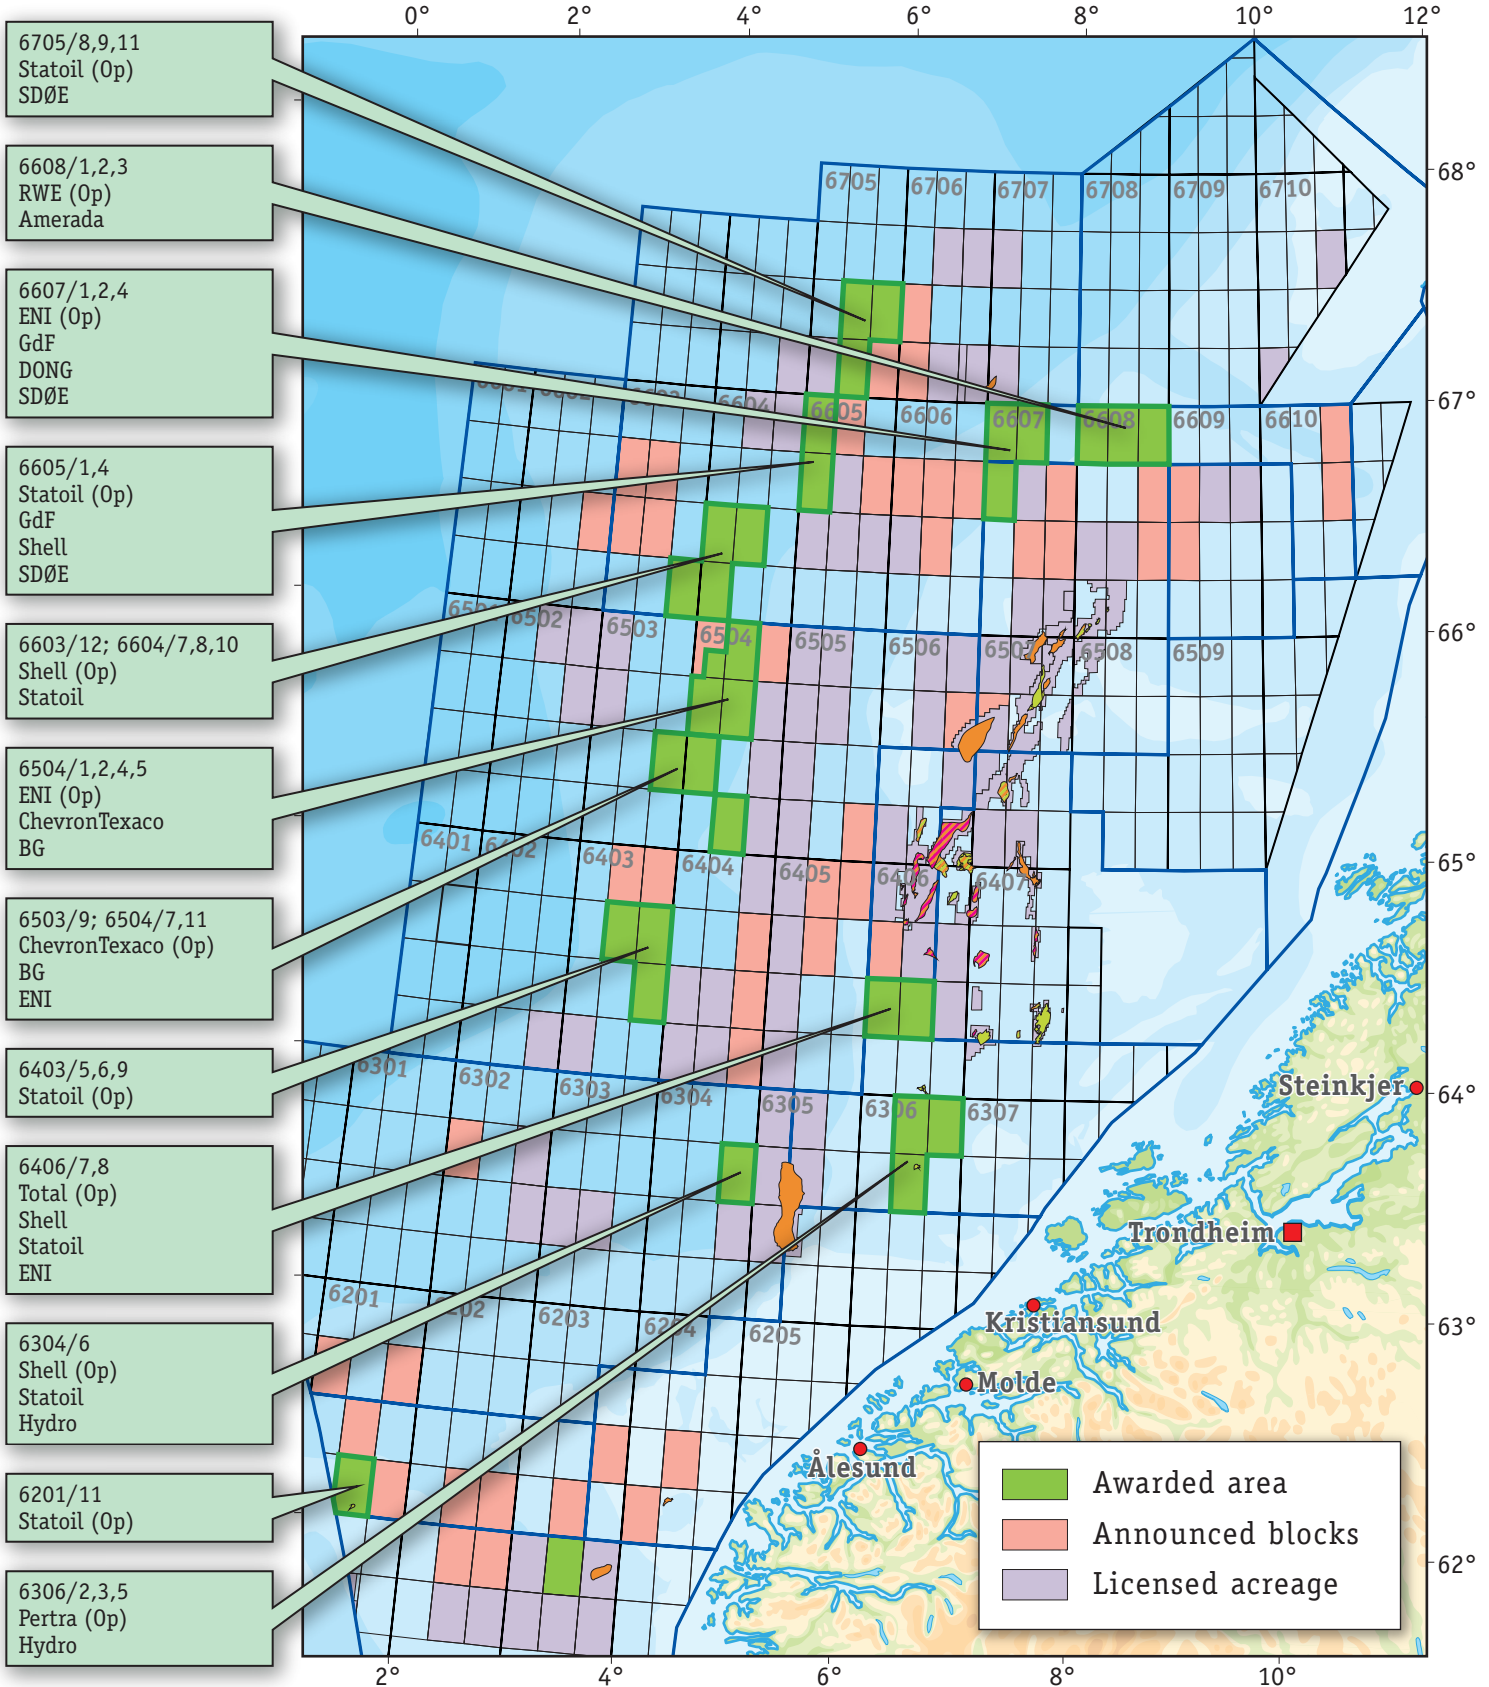 0°
2°
4°
6°
8°
10°
12°
6705/8,9,11
Statoil (Op)
SDØE
6608/1,2,3
RWE (Op)
Amerada
6607/1,2,4
ENI (Op)
GdF
DONG
SDØE
6605/1,4
Statoil (Op)
GdF
Shell
SDØE
6603/12; 6604/7,8,10
Shell (Op)
Statoil
6504/1,2,4,5
ENI (Op)
ChevronTexaco
BG
6503/9; 6504/7,11
ChevronTexaco (Op)
BG
ENI
6403/5,6,9
Statoil (Op)
6406/7,8
Total (Op)
Shell
Statoil
ENI
6304/6
Shell (Op)
Statoil
Hydro
6201/11
Statoil (Op)
6306/2,3,5
Pertra (Op)
Hydro
6705
6706
6707
6708
6709
6710
68°
67°
6604
6605
6606
6607
6608
6609
6610
66°
6502
6503
6504
6505
6506
6507
6508
6509
65°
6401
6402
6403
6404
6405
6406
6407
64°
6301
6302
6303
6304
6305
6306
6307
63°
6201
6202
6203
6204
6205
62°
Steinkjer
Trondheim
Kristiansund
Molde
Ålesund
Awarded area
Announced blocks
Licensed acreage
2°
4°
6°
8°
10°